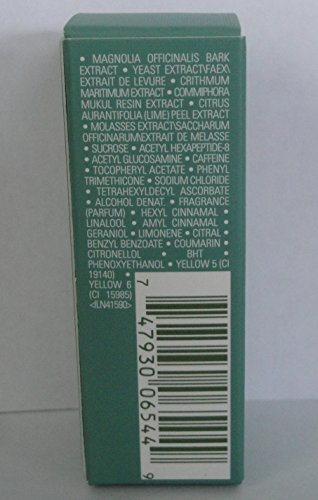 • MAGNOLIA OFFICINALIS BARK
EXTRACT • YEAST EXTRACT\FAEX\
EXTRAIT DE LEVURE • CRITHMUM
MARITIMUM EXTRACT • COMMIPHORA
MUKUL RESIN EXTRACT • CITRUS
AURANTIFOLIA (LIME) PEEL EXTRACT
• MOLASSES EXTRACT\SACCHARUM
OFFICINARUM\EXTRAIT DE MELASSE
• SUCROSE • ACETYL HEXAPEPTIDE-8
• ACETYL GLUCOSAMINE • CAFFEINE
• TOCOPHERYL ACETATE • PHENYL
TRIMETHICONE • SODIUM CHLORIDE
• TETRAHEXYLDECYL ASCORBATE
• ALCOHOL DENAT. • FRAGRANCE
(PARFUM) • HEXYL CINNAMAL •
LINALOOL • AMYL CINNAMAL •
GERANIOL • LIMONENE • CITRAL •
BENZYL BENZOATE • COUMARIN •
CITRONELLOL • BHT •
PHENOXYETHANOL • YELLOW 5 (CI
19140) •
YELLOW 6
(CI 15985)
<ILN41590>
7 47930 06544 9